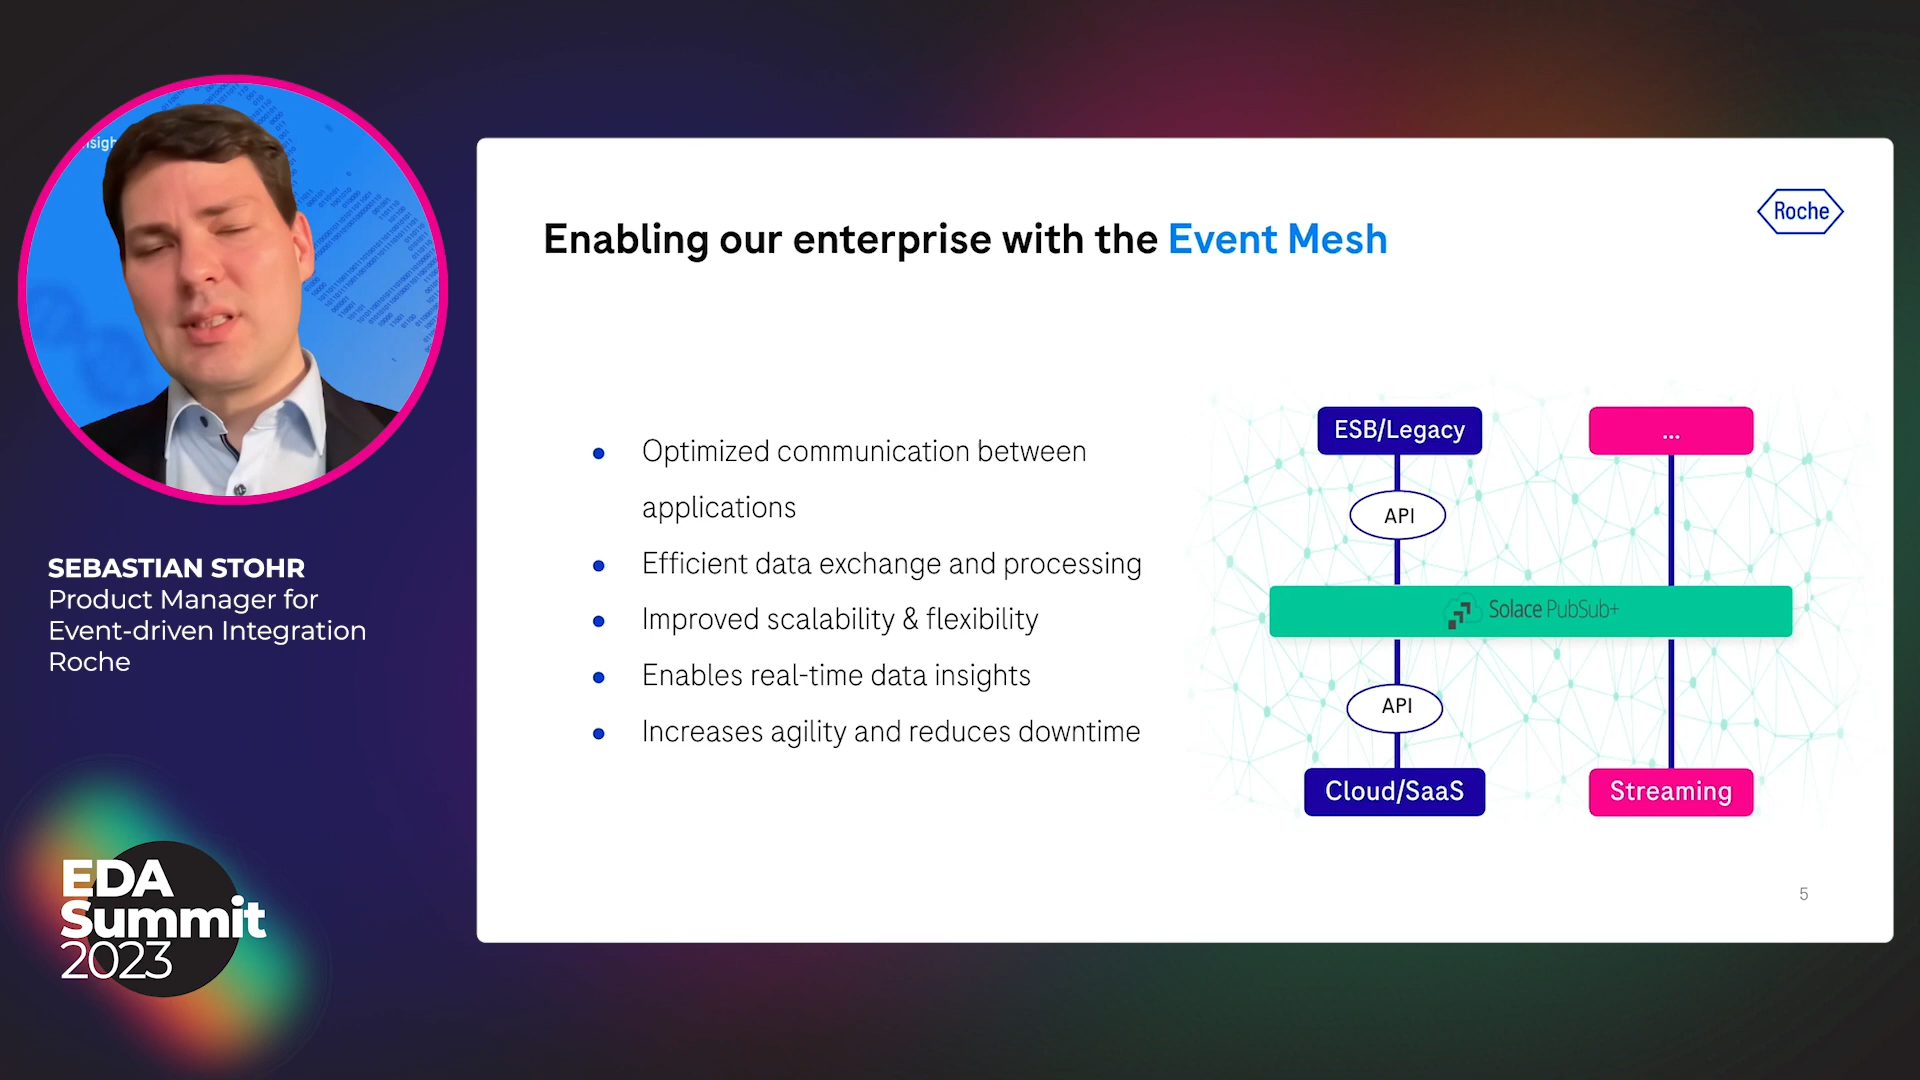 SEBASTIAN STOHR
Product Manager for
Event-driven Integration
Roche
EDA
Summit
2023
Roche
Enabling our enterprise with the Event Mesh
• Optimized communication between
applications
• Efficient data exchange and processing
• Improved scalability & flexibility
• Enables real-time data insights
• Increases agility and reduces downtime
ESB/Legacy
...
API
Solace PubSub+
API
Cloud/SaaS
Streaming
5